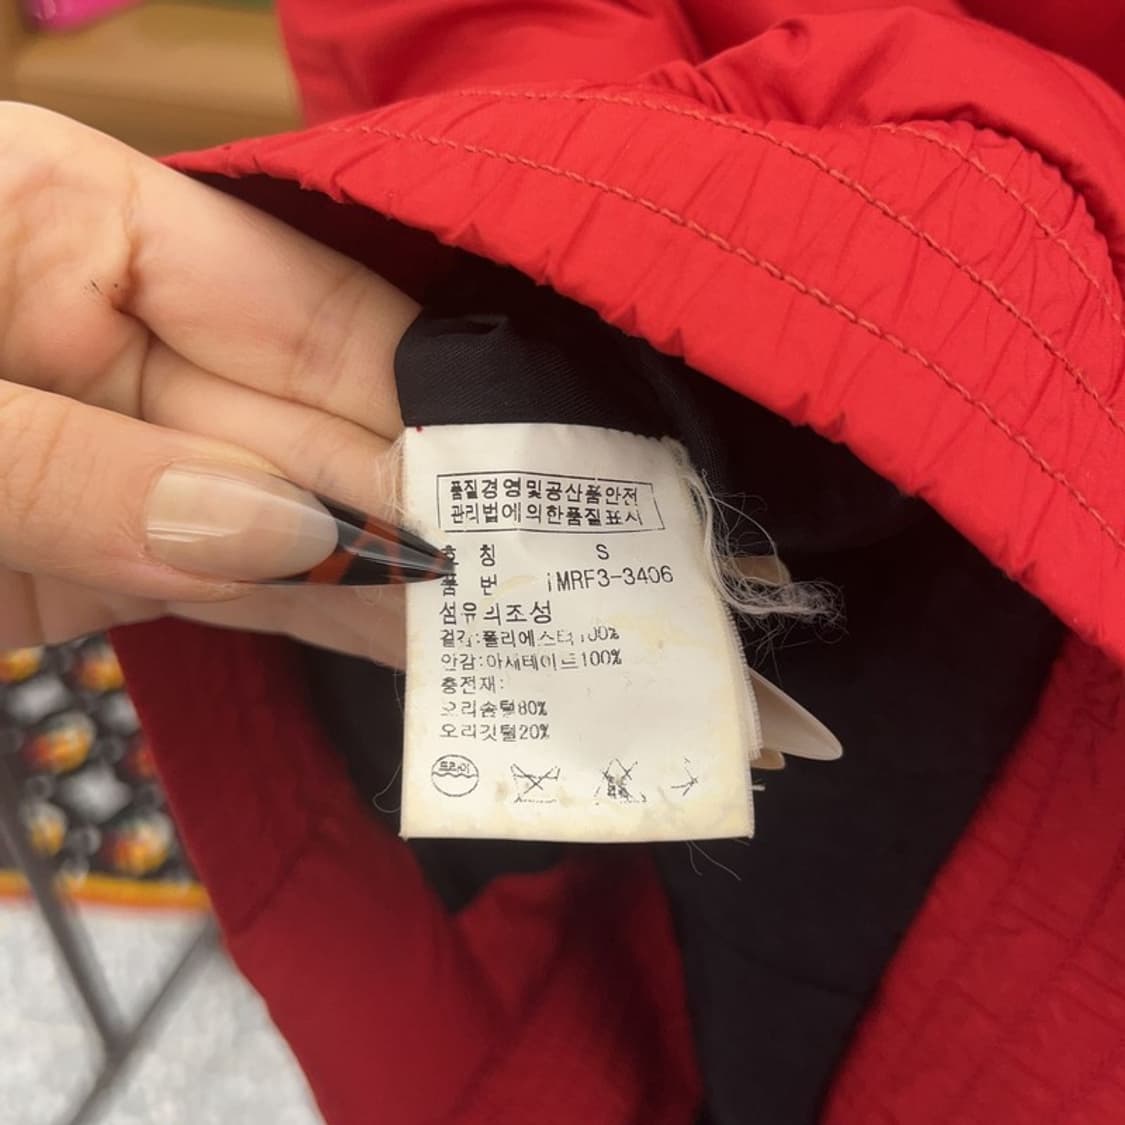 품질경영및공산품안전
관리법에의한품질표시
호 칭 S
품 번 iMRF3-3406
섬유의조성
겉감:폴리에스터100%
안감:아세테이트100%
충전재:
오리솜털80%
오리깃털20%
드라이